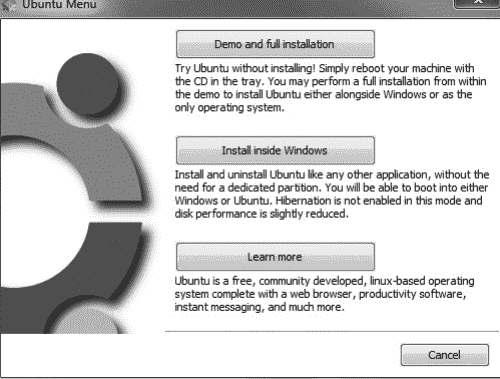 Ubuntu Menu
Demo and full installation
Try Ubuntu without installing! Simply reboot your machine with
the CD in the tray. You may perform a full installation from within
the demo to install Ubuntu either alongside Windows or as the
only operating system.
Install inside Windows
Install and uninstall Ubuntu like any other application, without the
need for a dedicated partition. You will be able to boot into either
Windows or Ubuntu. Hibernation is not enabled in this mode and
disk performance is slightly reduced.
Learn more
Ubuntu is a free, community developed, linux-based operating
system complete with a web browser, productivity software,
instant messaging, and much more.
Cancel